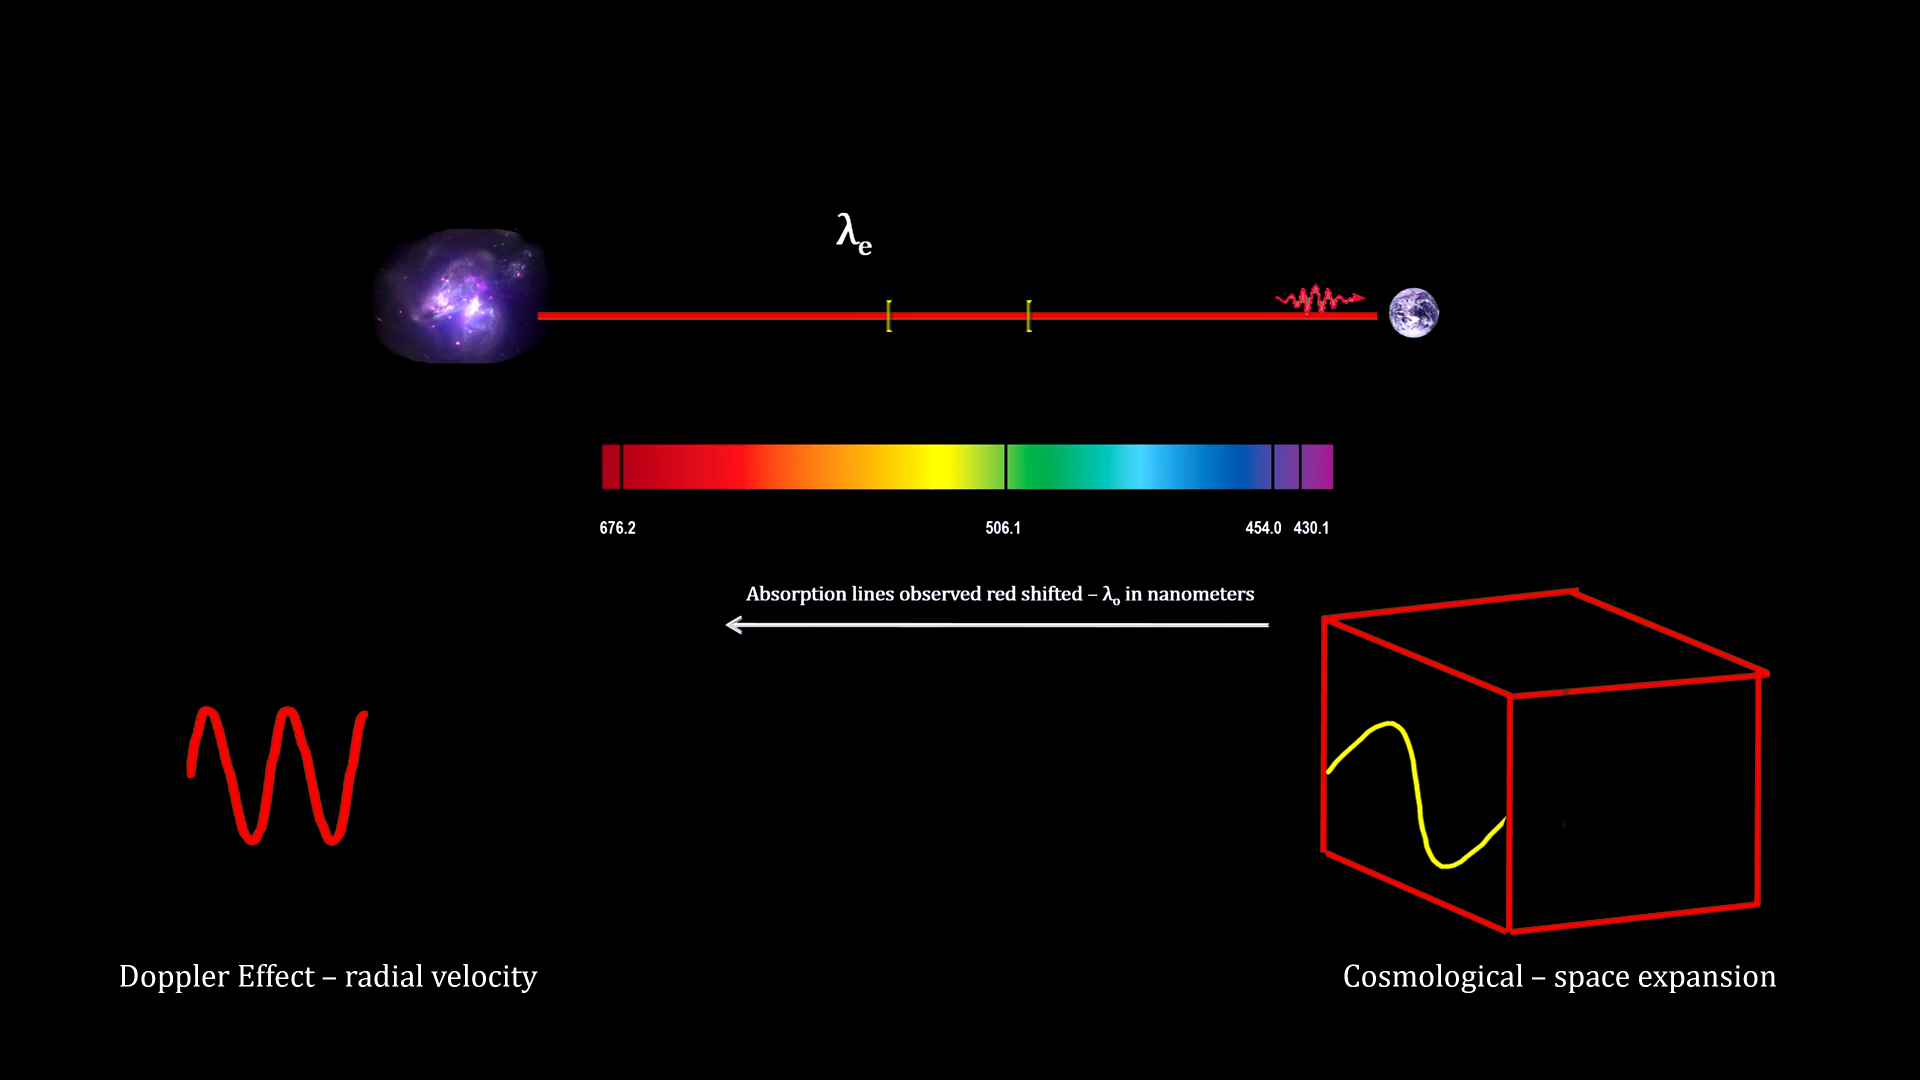 λe
676.2 506.1 454.0 430.1
Absorption lines observed red shifted – λo in nanometers
Doppler Effect – radial velocity
Cosmological – space expansion